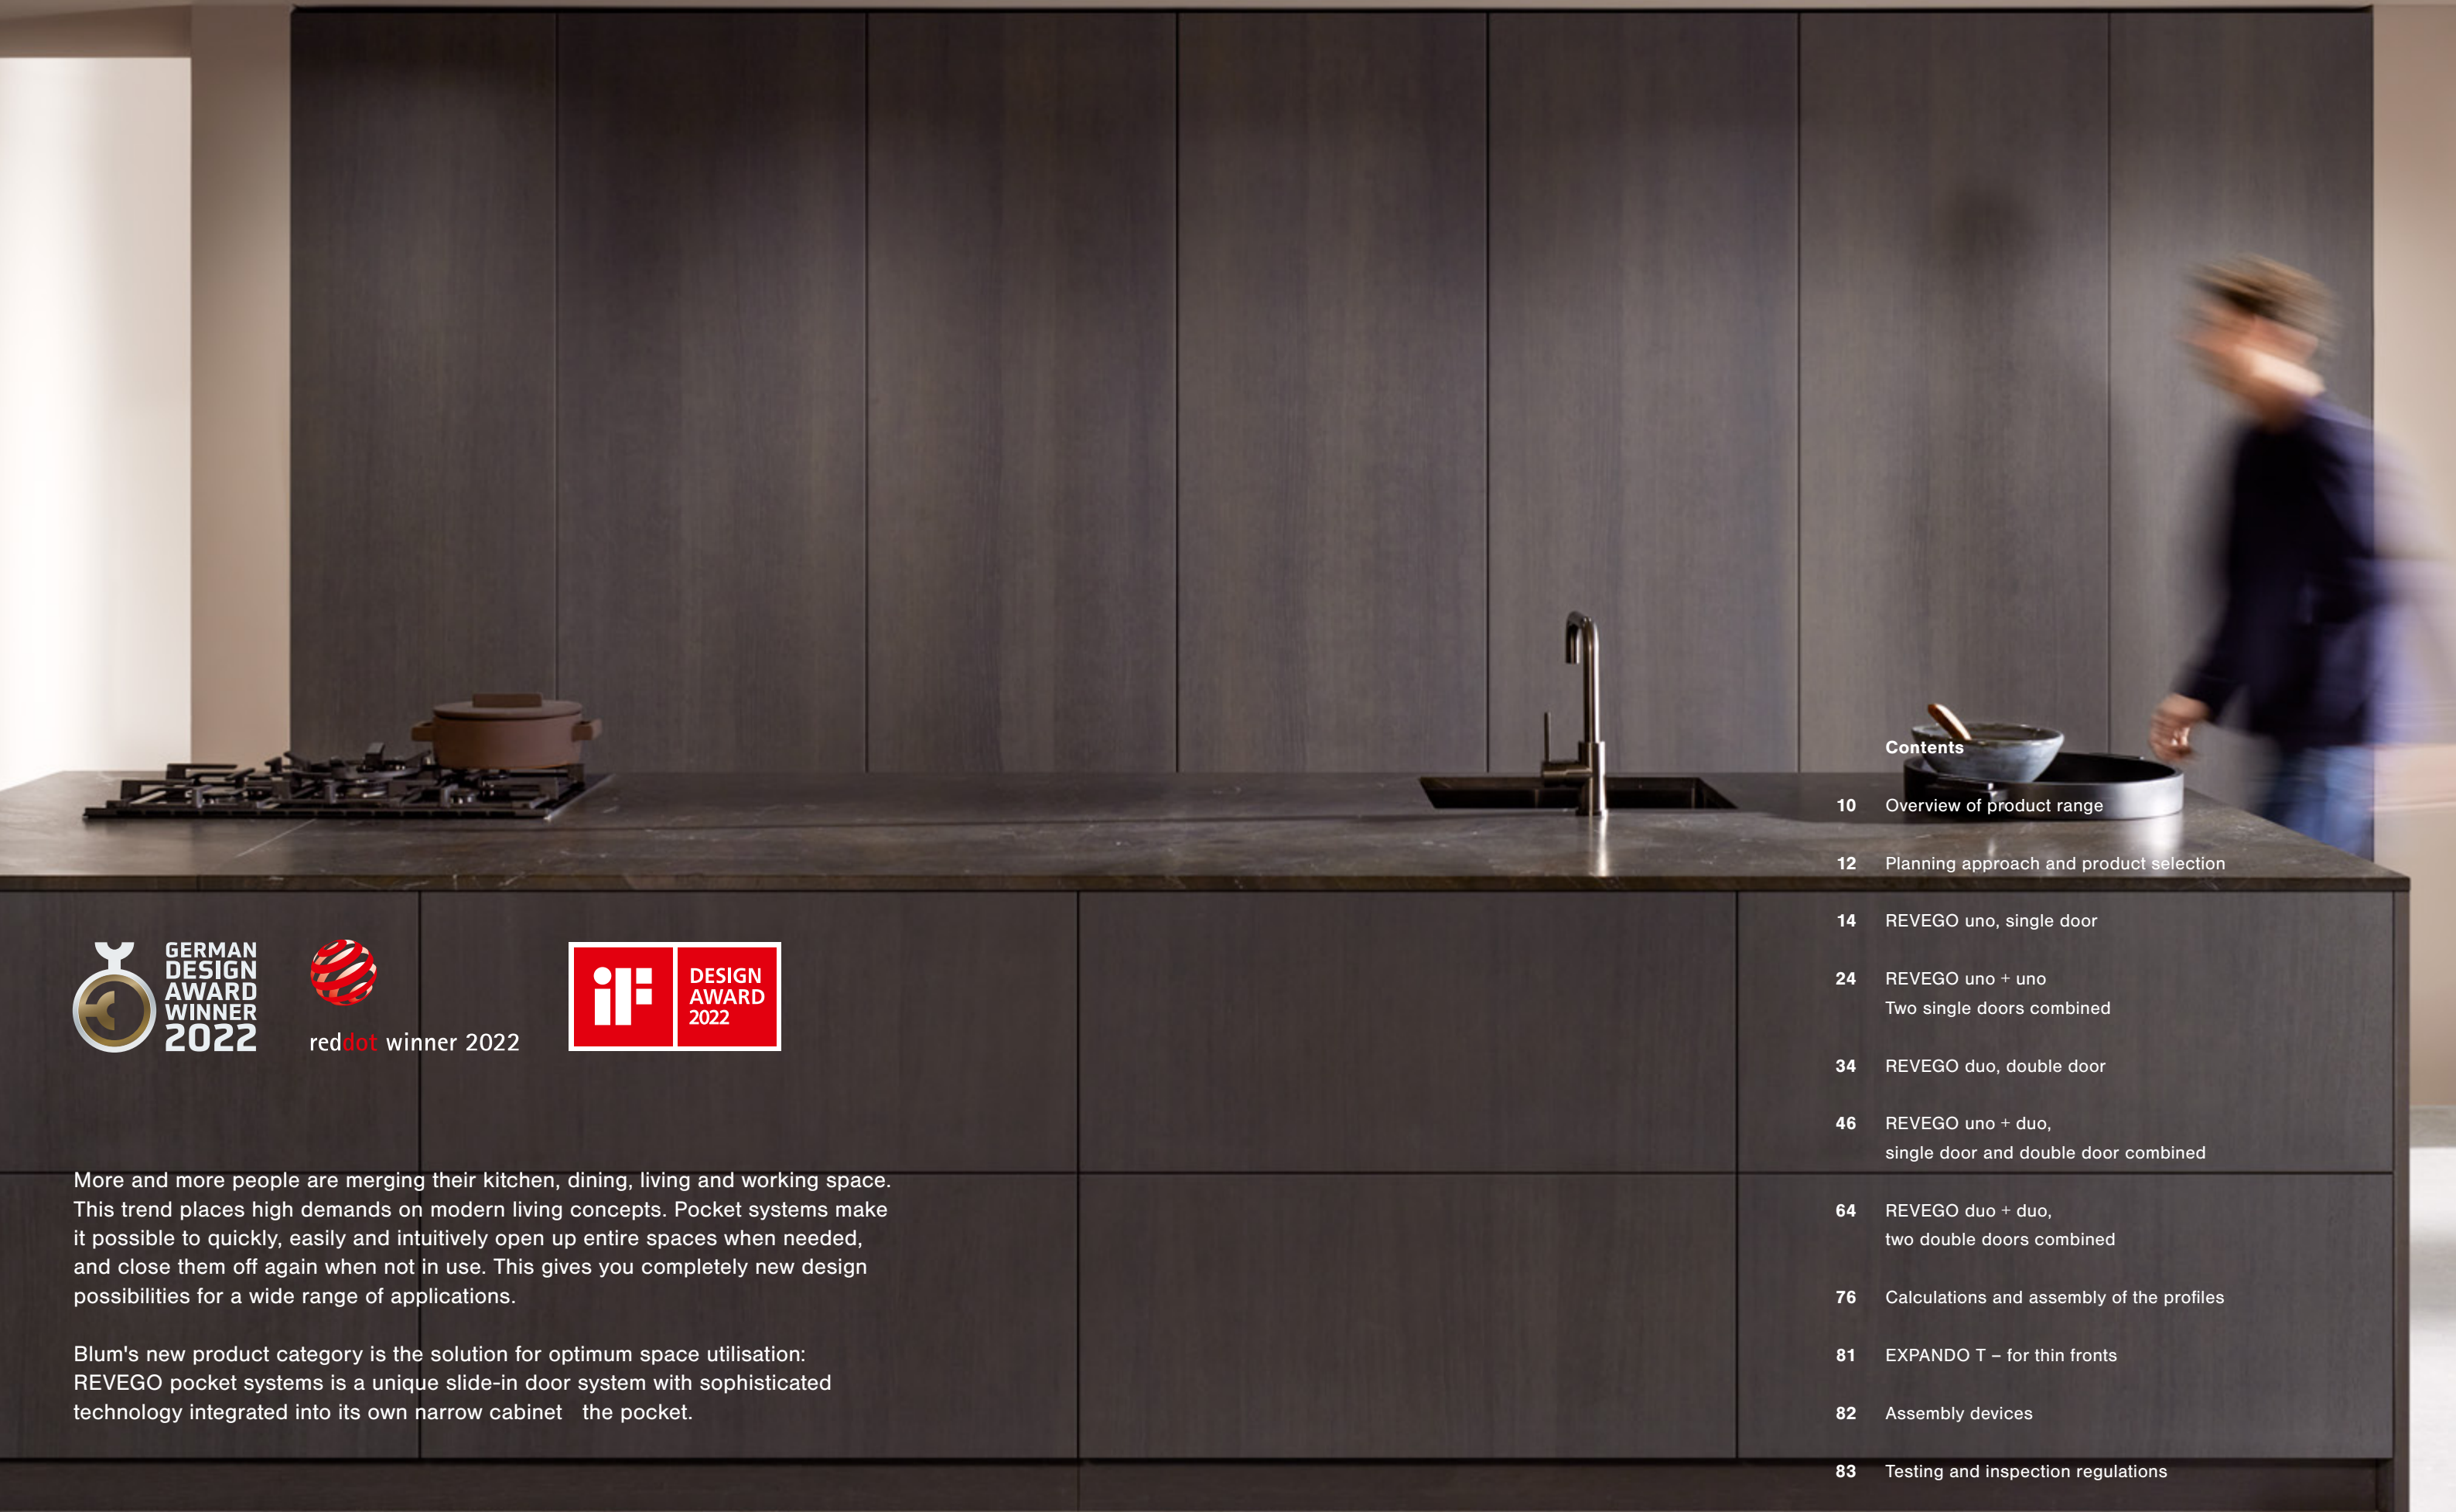 GERMAN
DESIGN
AWARD
WINNER
2022
reddot winner 2022
iF
DESIGN
AWARD
2022
More and more people are merging their kitchen, dining, living and working space.
This trend places high demands on modern living concepts. Pocket systems make
it possible to quickly, easily and intuitively open up entire spaces when needed,
and close them off again when not in use. This gives you completely new design
possibilities for a wide range of applications.
Blum's new product category is the solution for optimum space utilisation:
REVEGO pocket systems is a unique slide-in door system with sophisticated
technology integrated into its own narrow cabinet the pocket.
Contents
10 Overview of product range
12 Planning approach and product selection
14 REVEGO uno, single door
24 REVEGO uno + uno
Two single doors combined
34 REVEGO duo, double door
46 REVEGO uno + duo,
single door and double door combined
64 REVEGO duo + duo,
two double doors combined
76 Calculations and assembly of the profiles
81 EXPANDO T – for thin fronts
82 Assembly devices
83 Testing and inspection regulations